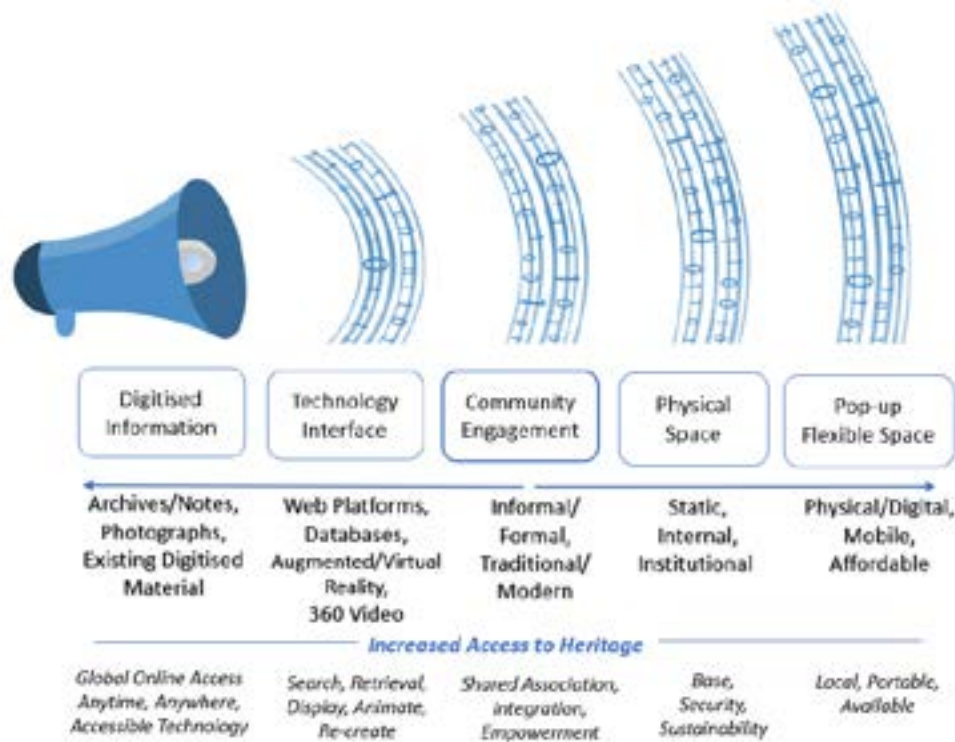 Digitised
Information
Technology
Interface
Community
Engagement
Physical
Space
Pop-up
Flexible Space
Archives/Notes,
Photographs,
Existing Digitised
Material
Web Platforms,
Databases,
Augmented/Virtual
Reality,
360 Video
Informal/
Formal,
Traditional/
Modern
Static,
Internal,
Institutional
Physical/Digital,
Mobile,
Affordable
Increased Access to Heritage
Global Online Access
Anytime, Anywhere,
Accessible Technology
Search, Retrieval,
Display, Animate,
Re-create
Shared Association,
Integration,
Empowerment
Base,
Security,
Sustainability
Local, Portable,
Available